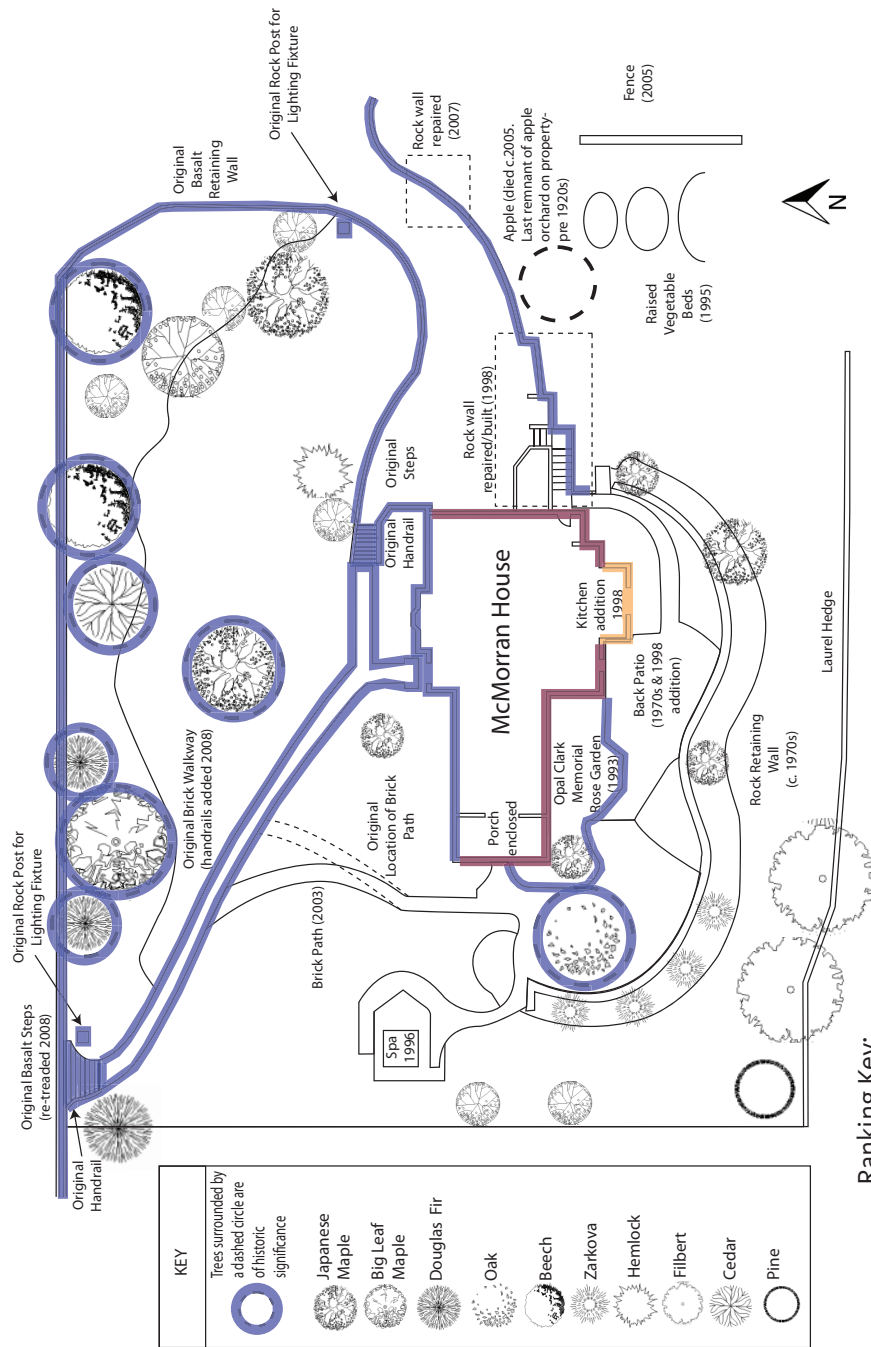 Original Basalt Steps
(re-treaded 2008)
Original Rock Post for
Lighting Fixture
Original
Handrail
Original Brick Walkway
(handrails added 2008)
Original
Basalt
Retaining
Wall
Original Rock Post for
Lighting Fixture
Brick Path (2003)
Original
Location of Brick
Path
Original
Steps
Original
Handrail
Rock wall
repaired
(2007)
Spa
1996
Porch
enclosed
McMorran House
Kitchen
addition
1998
Rock wall
repaired/built (1998)
Apple (died c.2005.
Last remnant of apple
orchard on property-
pre 1920s)
Opal Clark
Memorial
Rose Garden
(1993)
Back Patio
(1970s & 1998
addition)
Raised
Vegetable
Beds
(1995)
Fence
(2005)
Rock Retaining
Wall
(c. 1970s)
Laurel Hedge
N
KEY
Trees surrounded by
a dashed circle are
of historic
significance
Japanese
Maple
Big Leaf
Maple
Douglas Fir
Oak
Beech
Zarkova
Hemlock
Filbert
Cedar
Pine
Ranking Key: